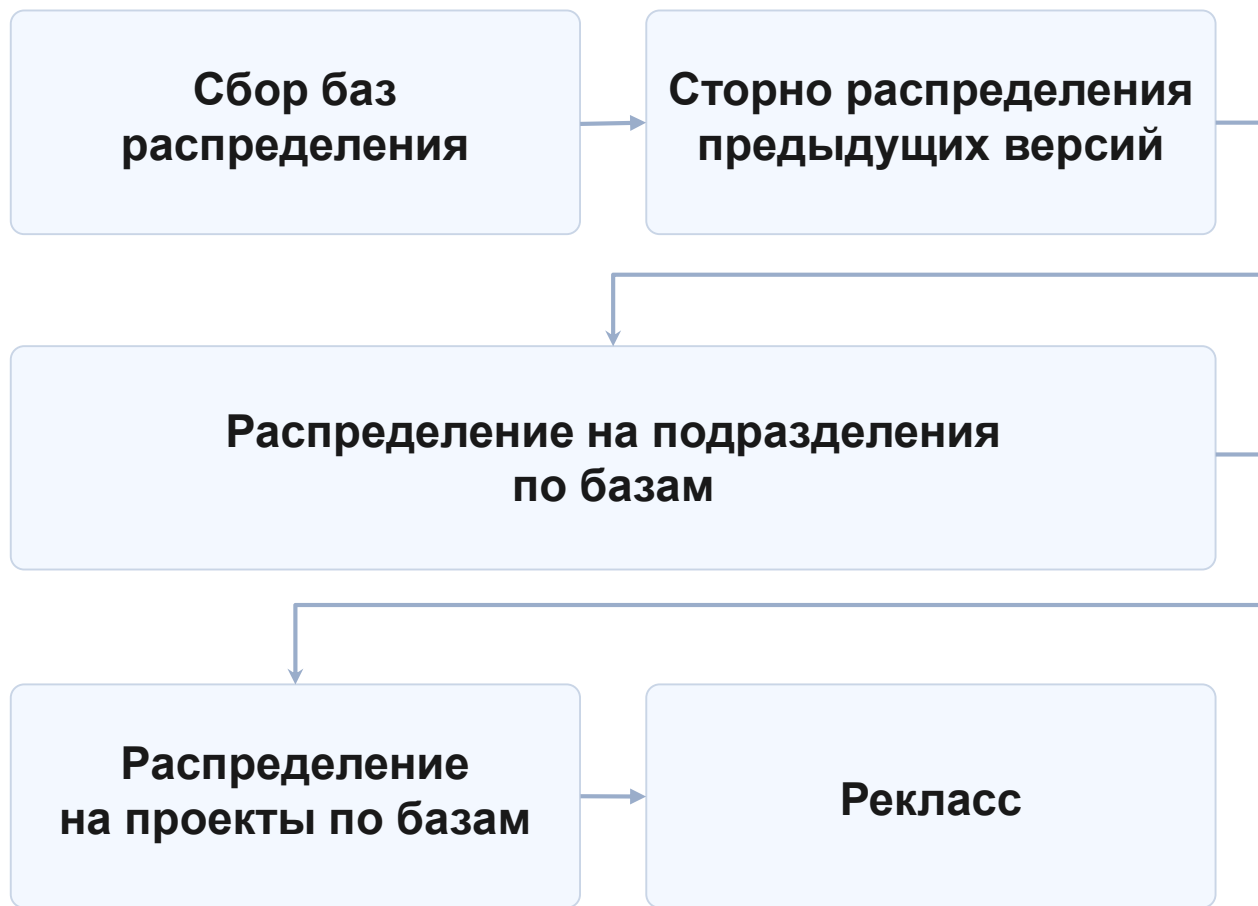 Сбор баз
распределения
Сторно распределения
предыдущих версий
Распределение на подразделения
по базам
Распределение
на проекты по базам
Рекласс